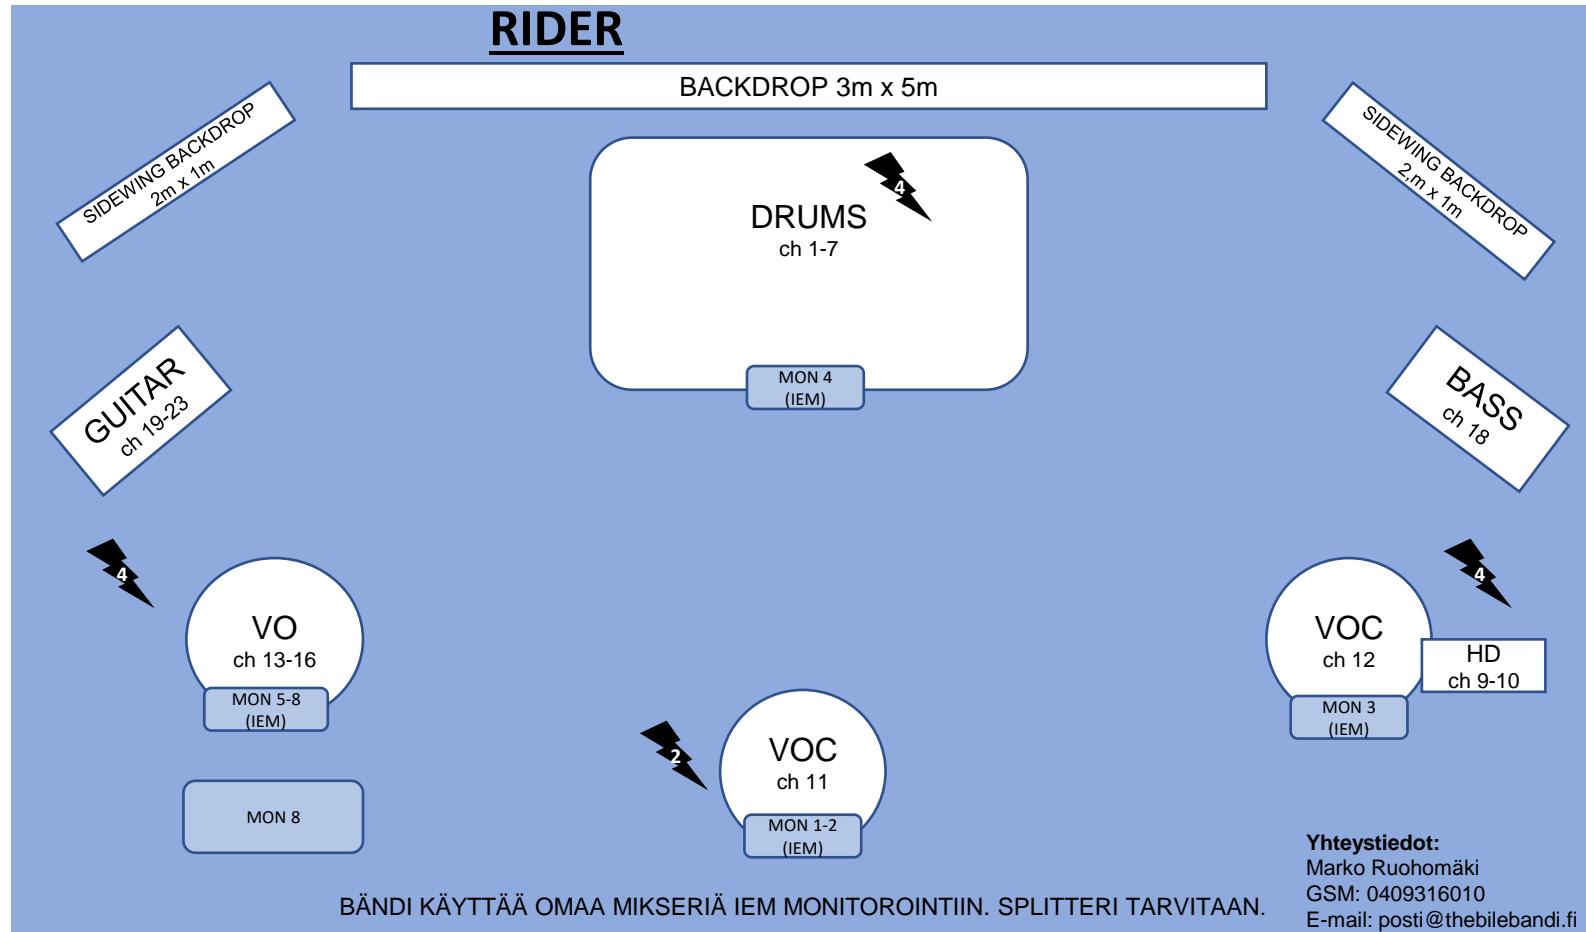 RIDER
BACKDROP 3m x 5m
SIDEWING BACKDROP
2m x 1m
SIDEWING BACKDROP
2,m x 1m
4
DRUMS
ch 1-7
MON 4
(IEM)
GUITAR
ch 19-23
BASS
ch 18
4
VO
ch 13-16
MON 5-8
(IEM)
MON 8
2
VOC
ch 11
MON 1-2
(IEM)
4
VOC
ch 12
MON 3
(IEM)
HD
ch 9-10
BÄNDI KÄYTTÄÄ OMAA MIKSERIÄ IEM MONITOROINTIIN. SPLITTERI TARVITAAN.
Yhteystiedot:
Marko Ruohomäki
GSM: 0409316010
E-mail: posti@thebilebandi.fi